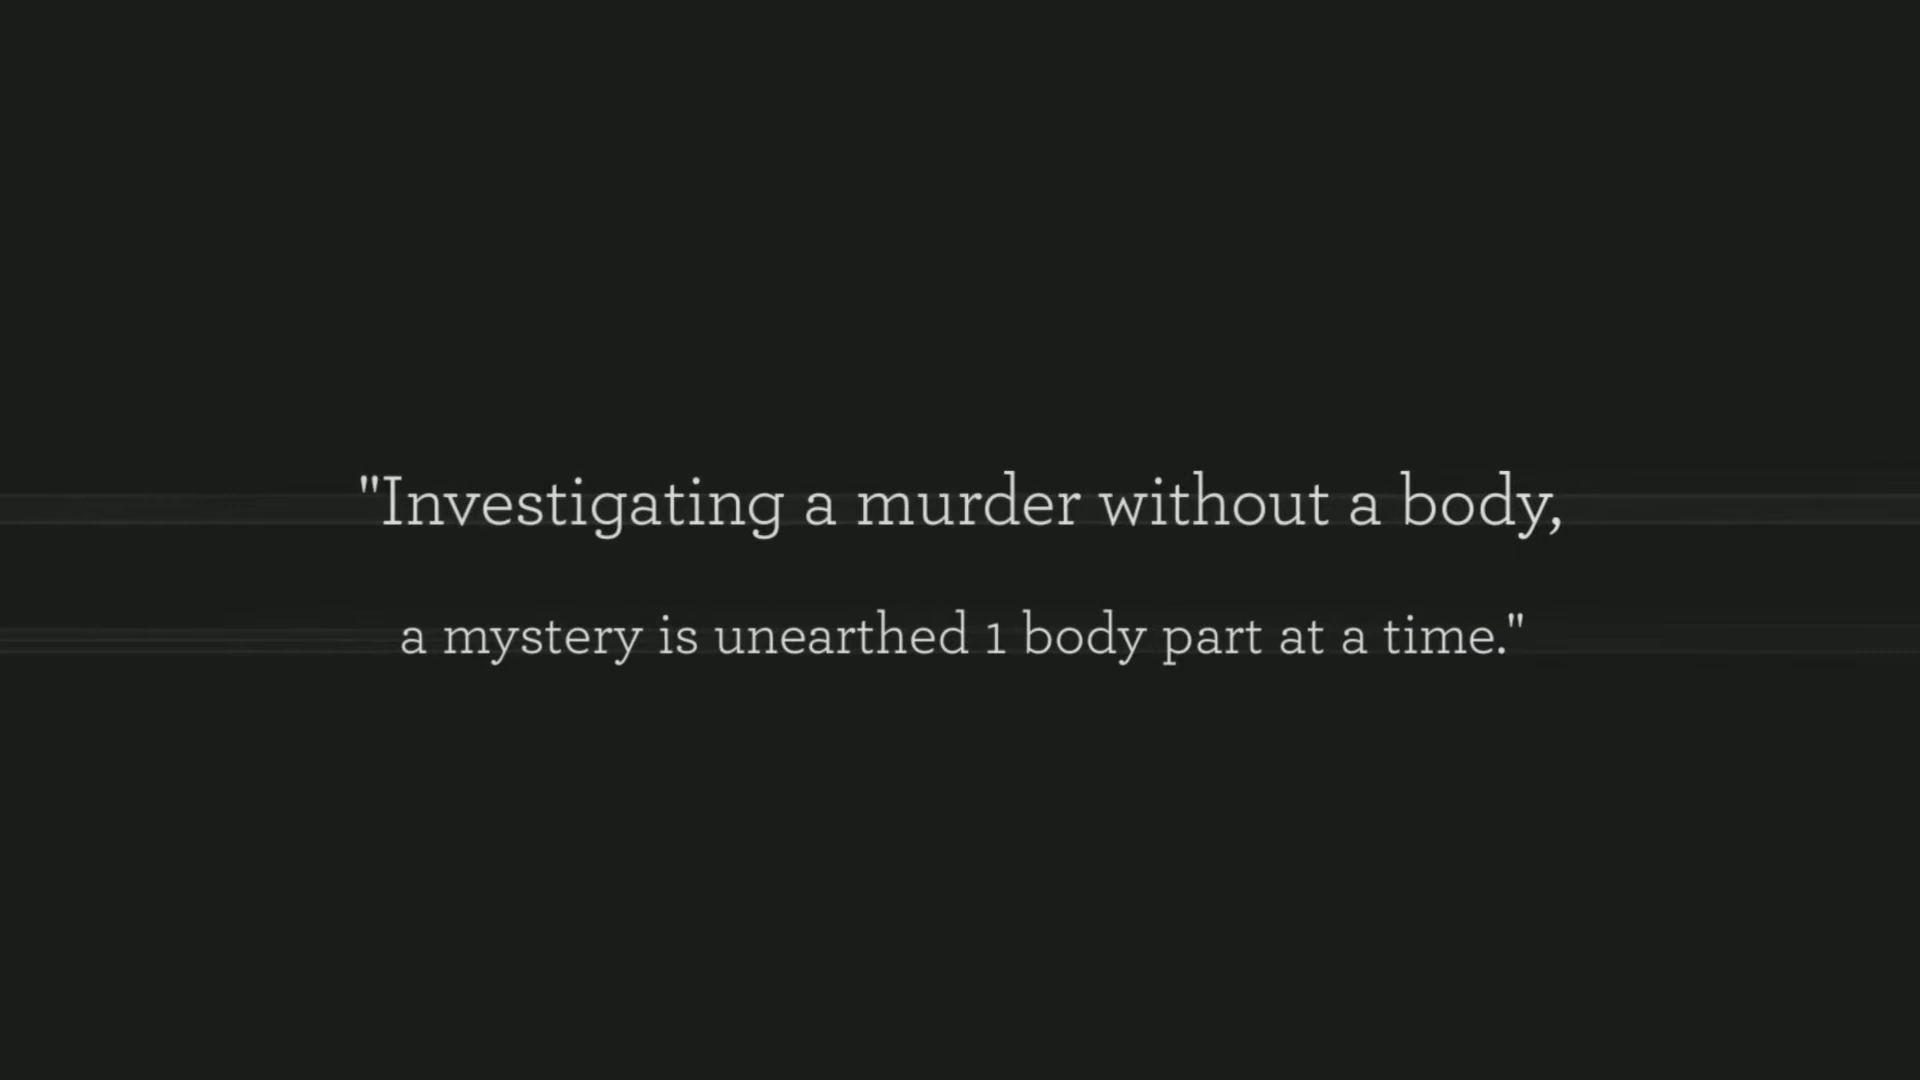 "Investigating a murder without a body,
a mystery is unearthed 1 body part at a time."